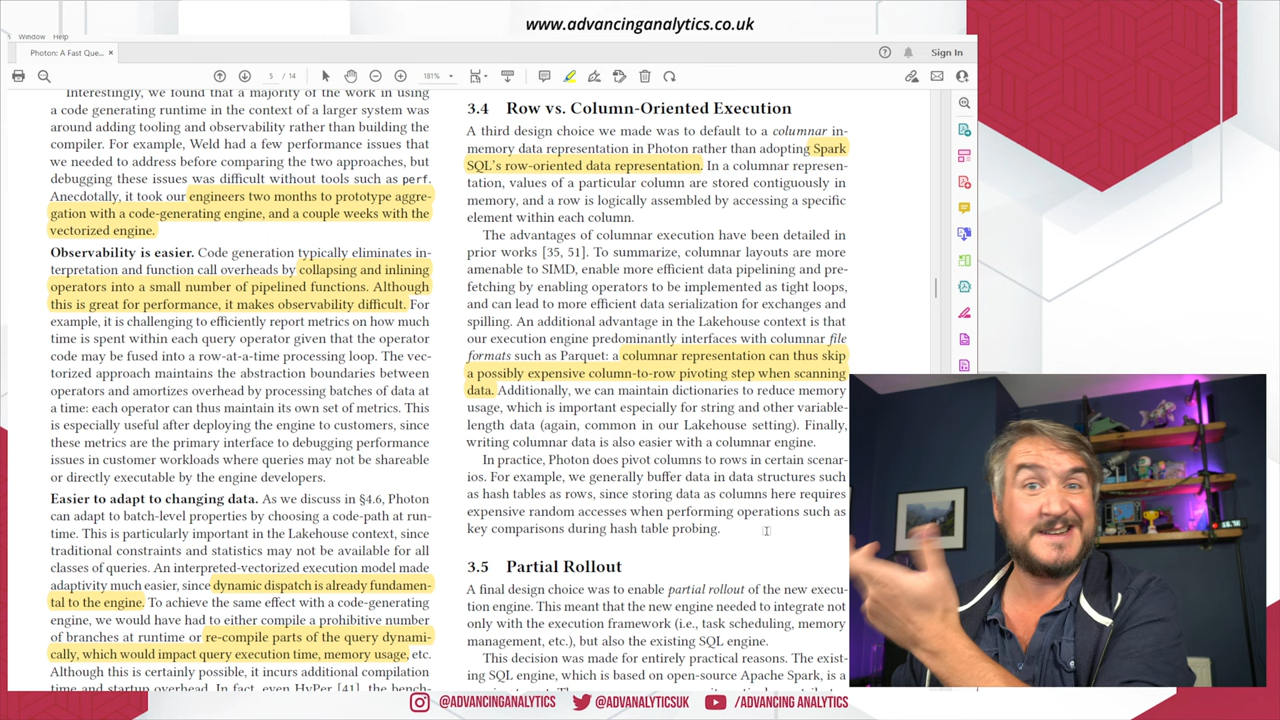 www.advancinganalytics.co.uk
Window Help
Photon: A Fast Que... ×
Sign In
5 / 14
181%
Interestingly, we found that a majority of the work in using
a code generating runtime in the context of a larger system
was around adding tooling and observability rather than building the
compiler. For example, Weld had a few performance issues that
we needed to address before comparing the two approaches, but
debugging these issues was difficult without tools such as perf.
Anecdotally, it took our engineers two months to prototype aggre-
gation with a code-generating engine, and a couple weeks with the
vectorized engine.
Observability is easier. Code generation typically eliminates in-
terpretation and function call overheads by collapsing and inlining
operators into a small number of pipelined functions. Although
this is great for performance, it makes observability difficult. For
example, it is challenging to efficiently report metrics on how much
time is spent within each query operator given that the operator
code may be fused into a row-at-a-time processing loop. The vec-
torized approach maintains the abstraction boundaries between
operators and amortizes overhead by processing batches of data at
a time: each operator can thus maintain its own set of metrics. This
is especially useful after deploying the engine to customers, since
these metrics are the primary interface to debugging performance
issues in customer workloads where queries may not be shareable
or directly executable by the engine developers.
Easier to adapt to changing data. As we discuss in §4.6, Photon
can adapt to batch-level properties by choosing a code-path at run-
time. This is particularly important in the Lakehouse context, since
traditional constraints and statistics may not be available for all
classes of queries. An interpreted-vectorized execution model made
adaptivity much easier, since dynamic dispatch is already fundamen-
tal to the engine. To achieve the same effect with a code-generating
engine, we would have had to either compile a prohibitive number
of branches at runtime or re-compile parts of the query dynami-
cally, which would impact query execution time, memory usage, etc.
Although this is certainly possible, it incurs additional compilation
time and startup overhead. In fact, even HyPer [41], the bench-
3.4 Row vs. Column-Oriented Execution
A third design choice we made was to default to a columnar in-
memory data representation in Photon rather than adopting Spark
SQL's row-oriented data representation. In a columnar represen-
tation, values of a particular column are stored contiguously in
memory, and a row is logically assembled by accessing a specific
element within each column.
The advantages of columnar execution have been detailed in
prior works [35, 51]. To summarize, columnar layouts are more
amenable to SIMD, enable more efficient data pipelining and pre-
fetching by enabling operators to be implemented as tight loops,
and can lead to more efficient data serialization for exchanges and
spilling. An additional advantage in the Lakehouse context is that
our execution engine predominantly interfaces with columnar file
formats such as Parquet: a columnar representation can thus skip
a possibly expensive column-to-row pivoting step when scanning
data. Additionally, we can maintain dictionaries to reduce memory
usage, which is important especially for string and other variable-
length data (again, common in our Lakehouse setting). Finally,
writing columnar data is also easier with a columnar engine.
In practice, Photon does pivot columns to rows in certain scenar-
ios. For example, we generally buffer data in data structures such
as hash tables as rows, since storing data as columns here requires
expensive random accesses when performing operations such as
key comparisons during hash table probing.
3.5 Partial Rollout
A final design choice was to enable partial rollout of the new execu-
tion engine. This meant that the new engine needed to integrate not
only with the execution framework (i.e., task scheduling, memory
management, etc.), but also the existing SQL engine.
This decision was made for entirely practical reasons. The exist-
ing SQL engine, which is based on open-source Apache Spark, is a
@ADVANCINGANALYTICS @ADVANALYTICSUK /ADVANCING ANALYTICS